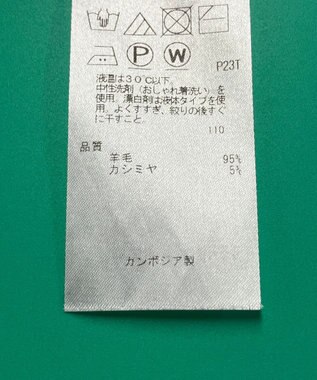 P W P23T
液温は30℃以下。
中性洗剤(おしゃれ着洗い)を
使用。漂白剤は液体タイプを使
用。よくすすぎ、絞りの後すぐ
に干すこと。
110
品質
羊毛 95%
カシミヤ 5%
カンボジア製